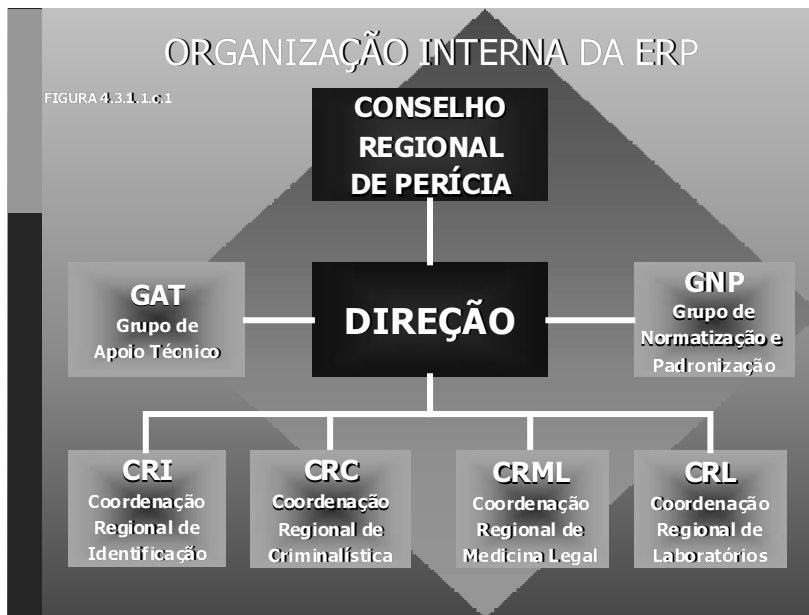 ORGANIZAÇÃO INTERNA DA ERP
FIGURA 4.3.1.1.c.1
CONSELHO
REGIONAL
DE PERÍCIA
GAT
Grupo de
Apoio Técnico
DIREÇÃO
GNP
Grupo de
Normatização e
Padronização
CRI
Coordenação
Regional de
Identificação
CRC
Coordenação
Regional de
Criminalística
CRML
Coordenação
Regional de
Medicina Legal
CRL
Coordenação
Regional de
Laboratórios